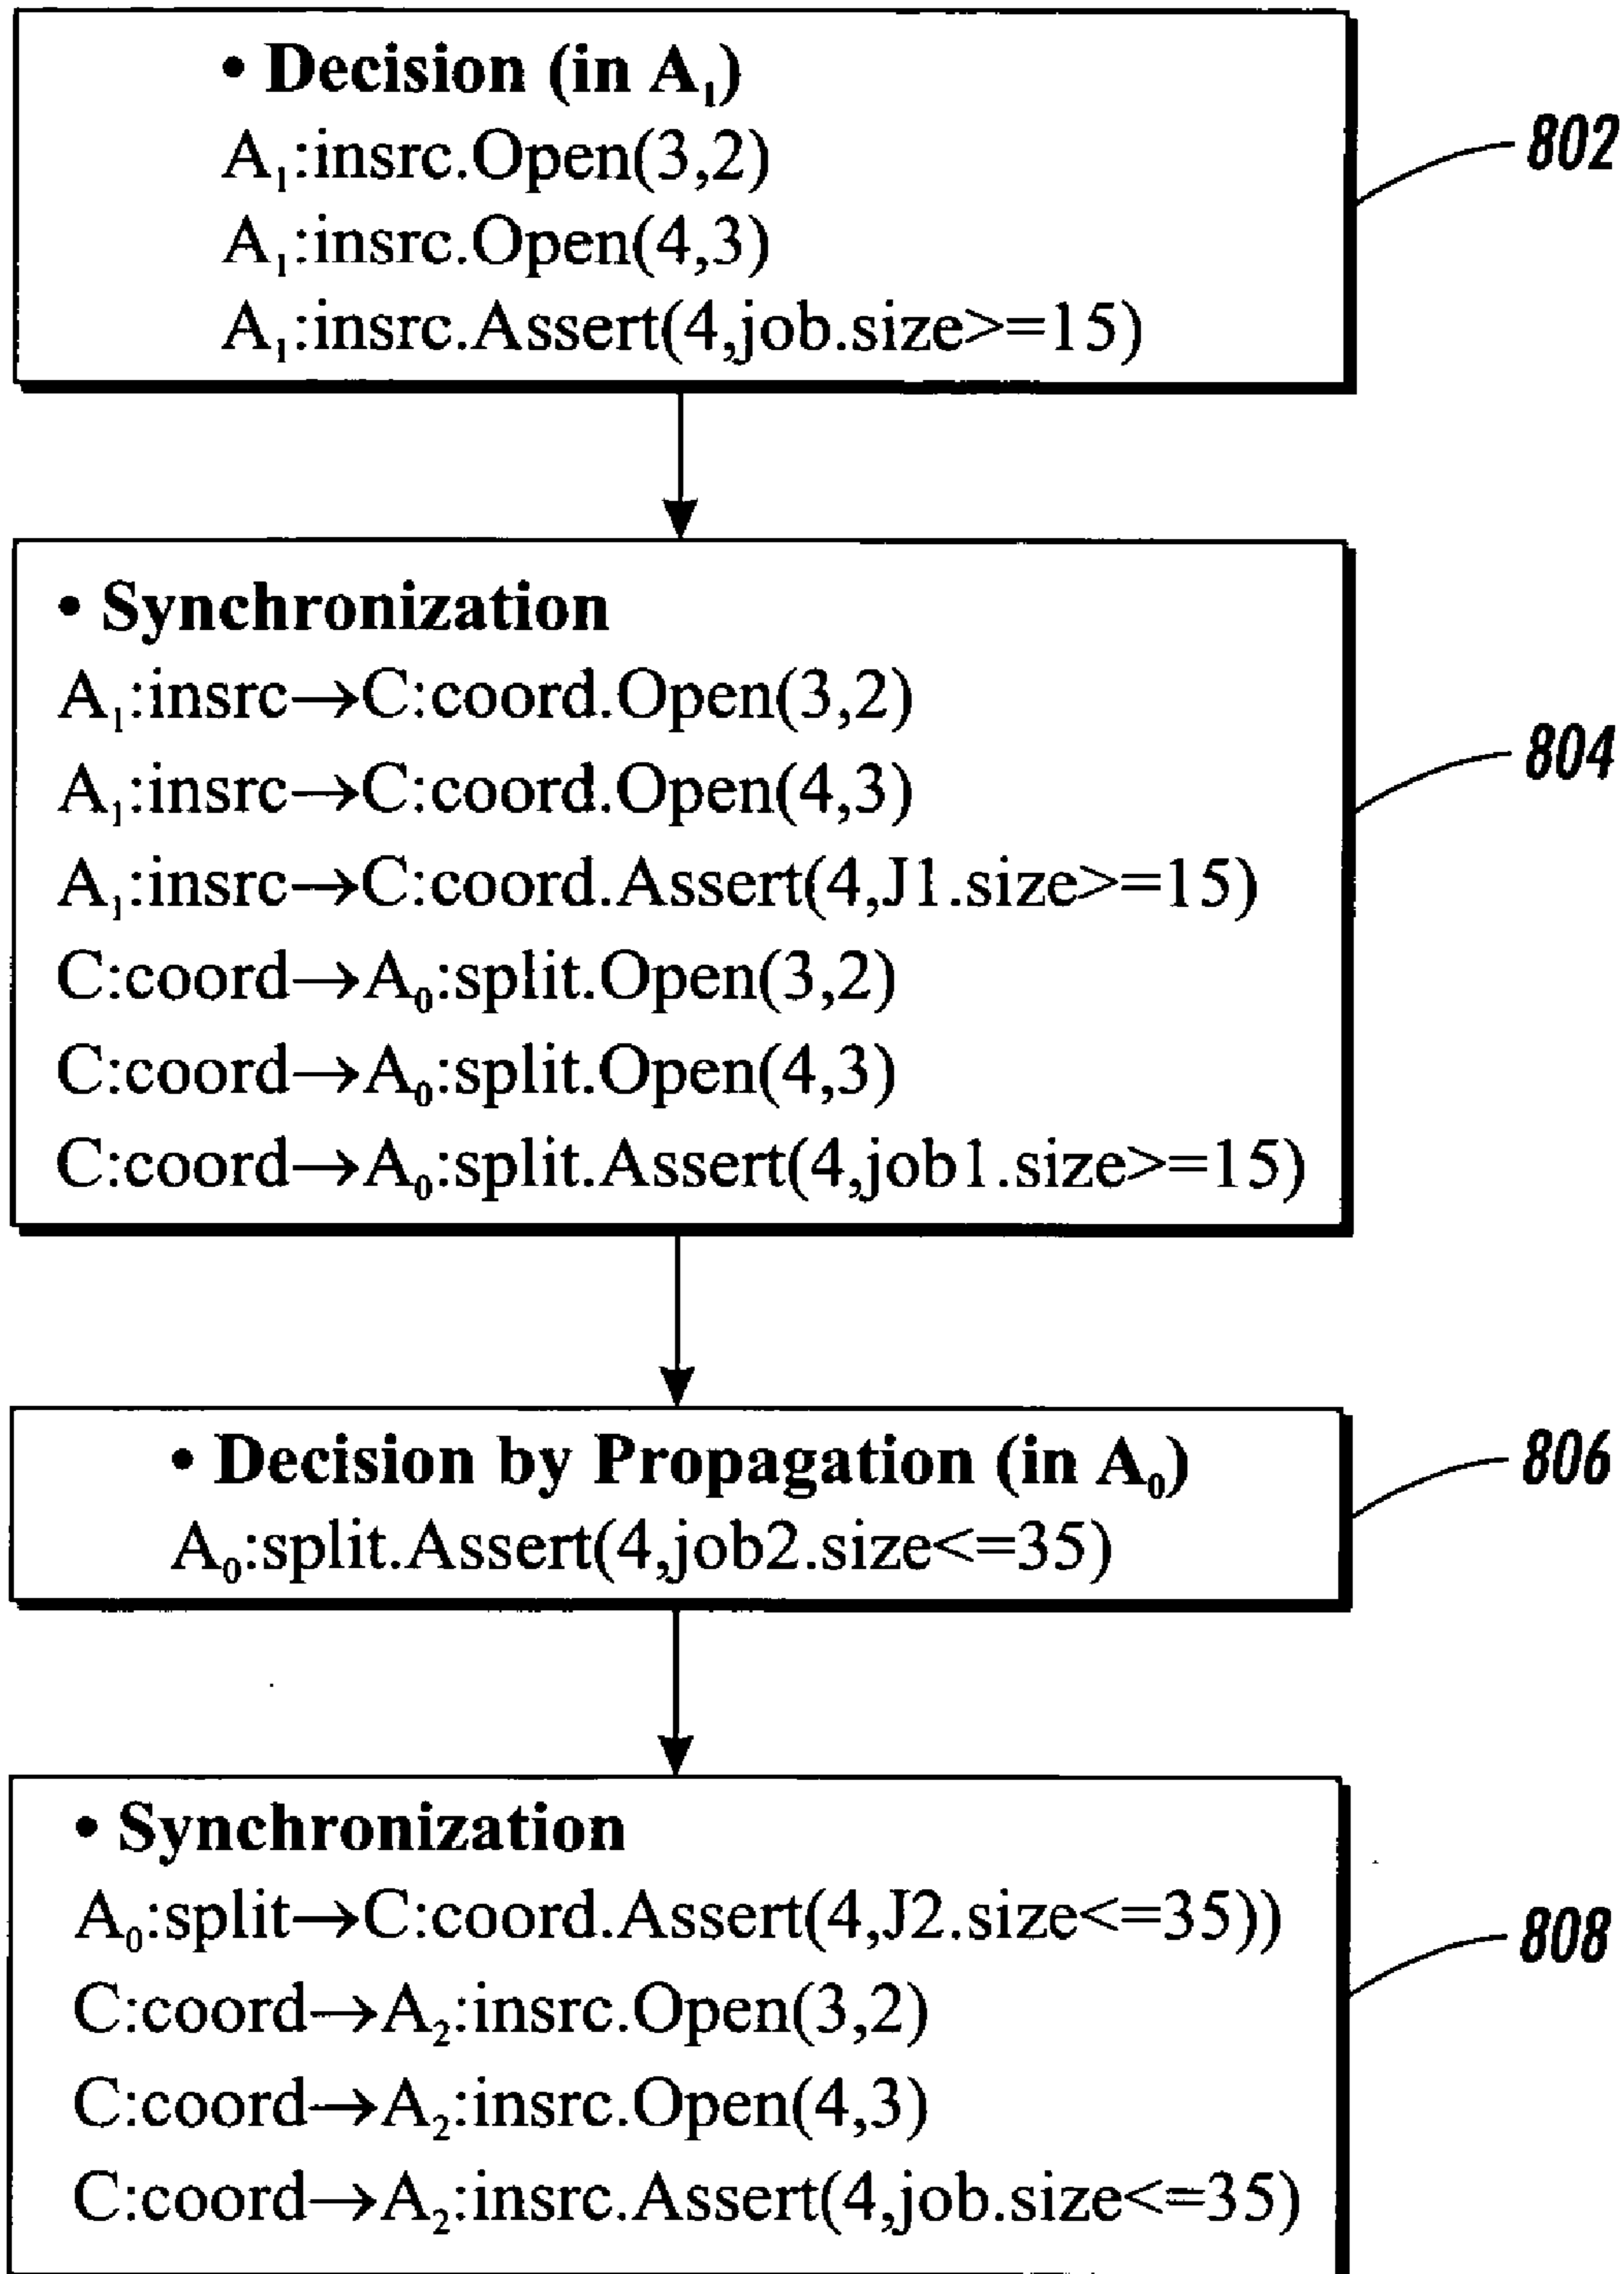 • Decision (in A₁)
A₁:insrc.Open(3,2)
802
A₁:insrc.Open(4,3)
A₁:insrc.Assert(4,job.size>=15)
• Synchronization
A₁:insrc→C:coord.Open(3,2)
804
A₁:insrc→C:coord.Open(4,3)
A₁:insrc→C:coord.Assert(4,J1.size>=15)
C:coord→A₀:split.Open(3,2)
C:coord→A₀:split.Open(4,3)
C:coord→A₀:split.Assert(4,job1.size>=15)
• Decision by Propagation (in A₀)
806
A₀:split.Assert(4,job2.size<=35)
• Synchronization
A₀:split→C:coord.Assert(4,J2.size<=35))
808
C:coord→A₂:insrc.Open(3,2)
C:coord→A₂:insrc.Open(4,3)
C:coord→A₂:insrc.Assert(4,job.size<=35)